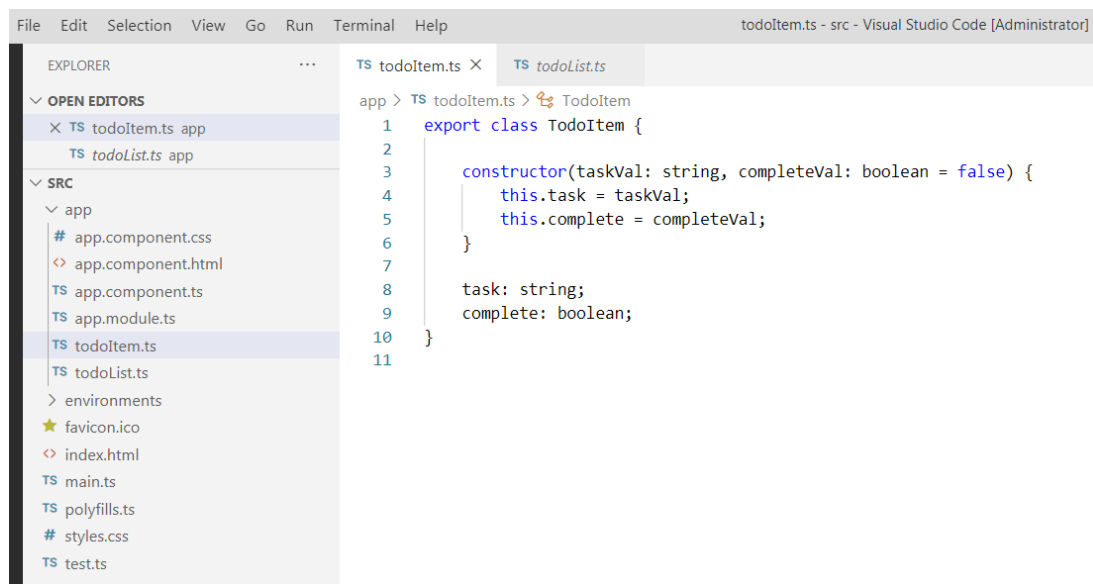 File Edit Selection View Go Run Terminal Help todoItem.ts - src - Visual Studio Code [Administrator]
EXPLORER ···
OPEN EDITORS
TS todoItem.ts app
TS todoList.ts app
SRC
app
# app.component.css
<> app.component.html
TS app.component.ts
TS app.module.ts
TS todoItem.ts
TS todoList.ts
environments
favicon.ico
<> index.html
TS main.ts
TS polyfills.ts
# styles.css
TS test.ts
TS todoItem.ts TS todoList.ts
app > TS todoItem.ts > TodoItem
1 export class TodoItem {
2
3 constructor(taskVal: string, completeVal: boolean = false) {
4 this.task = taskVal;
5 this.complete = completeVal;
6 }
7
8 task: string;
9 complete: boolean;
10 }
11